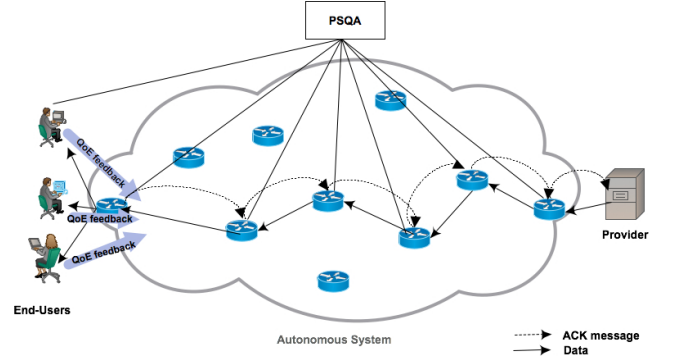 PSQA
QoE feedback
QoE feedback
QoE feedback
Provider
End-Users
Autonomous System
ACK message
Data